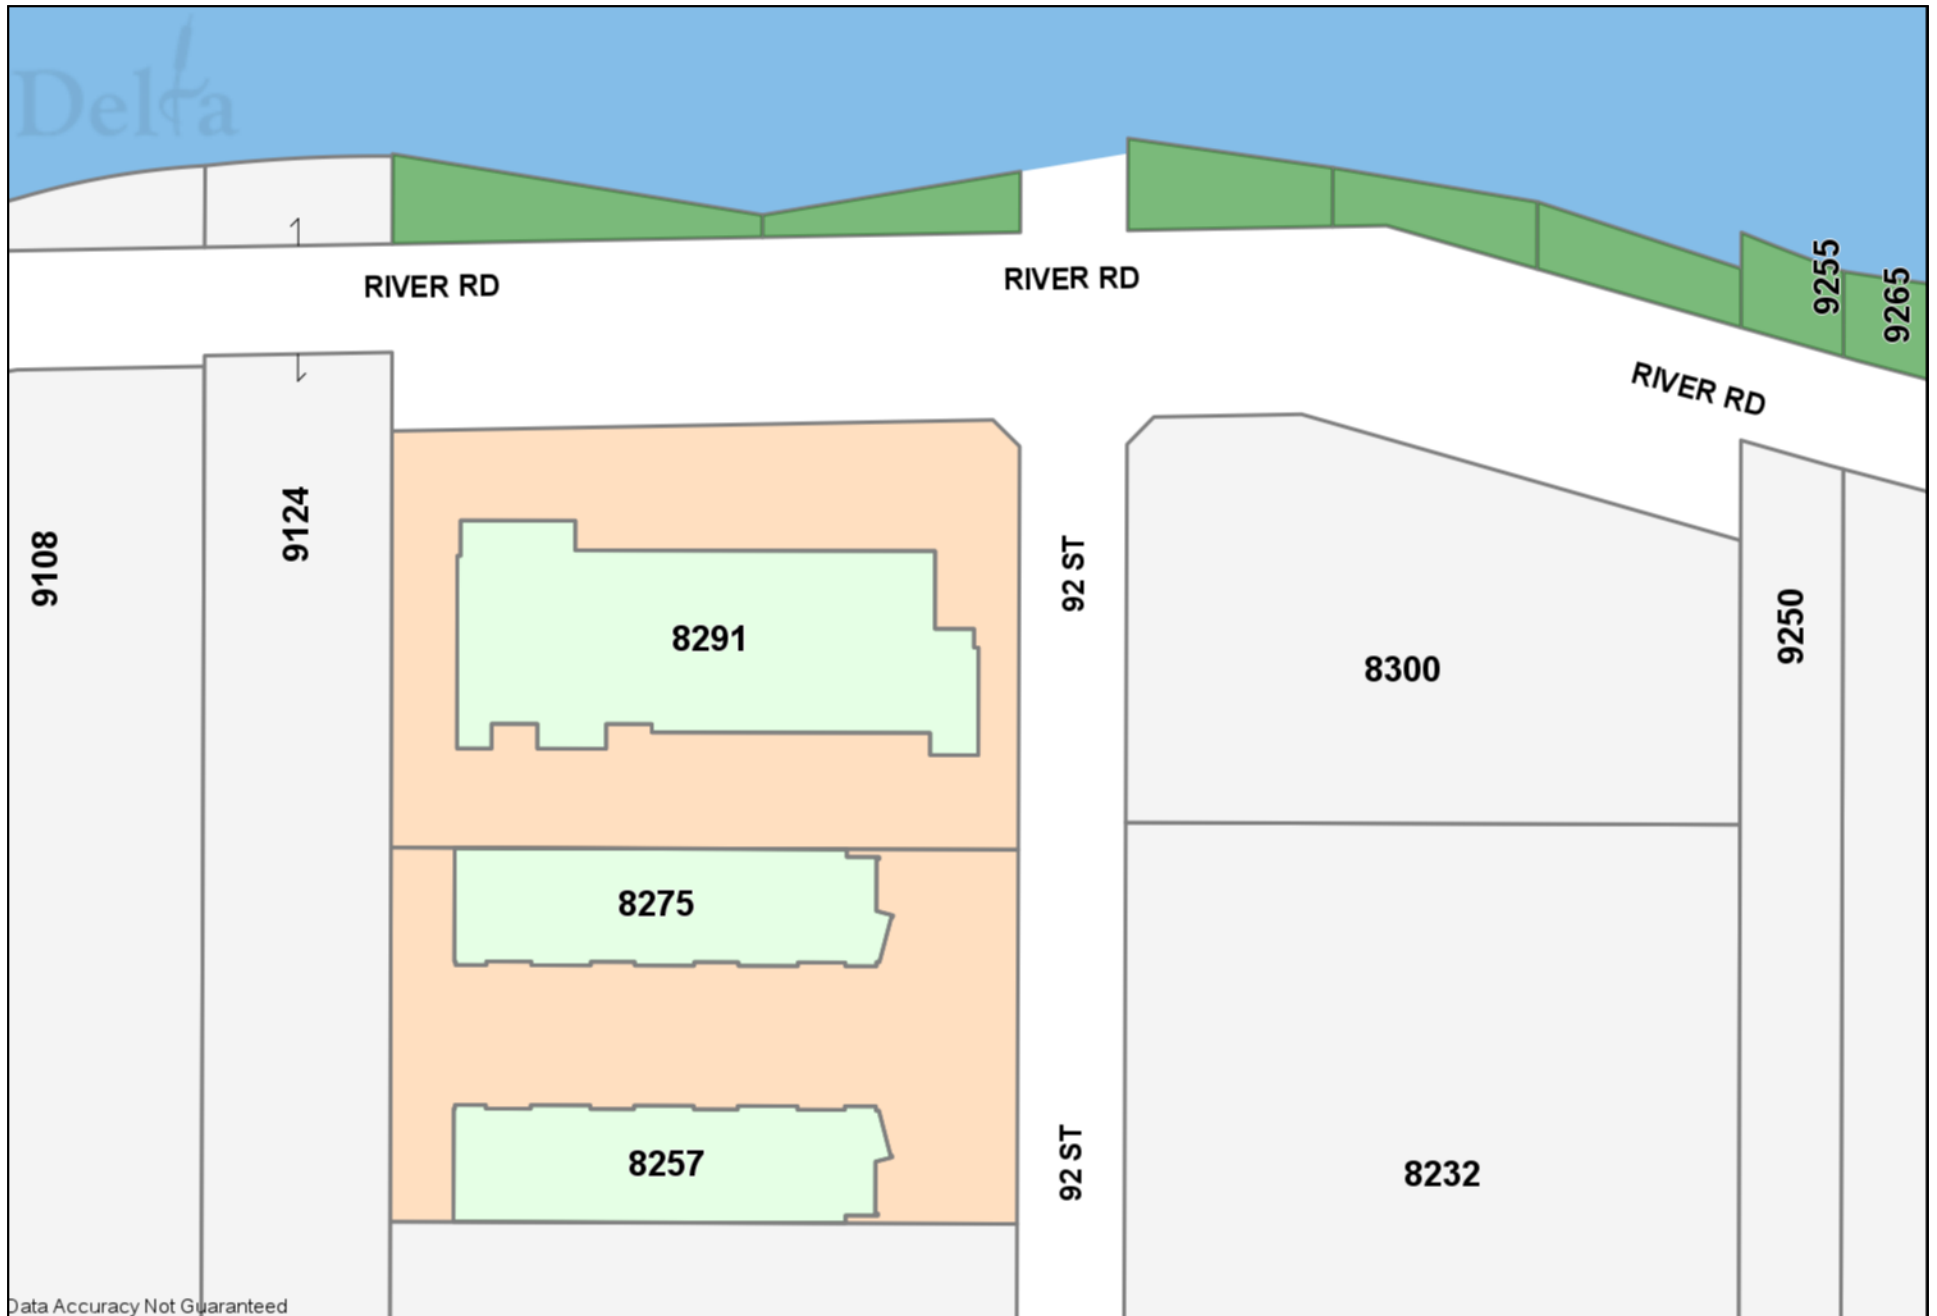 Delta
9255
9265
RIVER RD
RIVER RD
RIVER RD
9108
9124
8291
92 ST
8300
9250
8275
8257
92 ST
8232
Data Accuracy Not Guaranteed